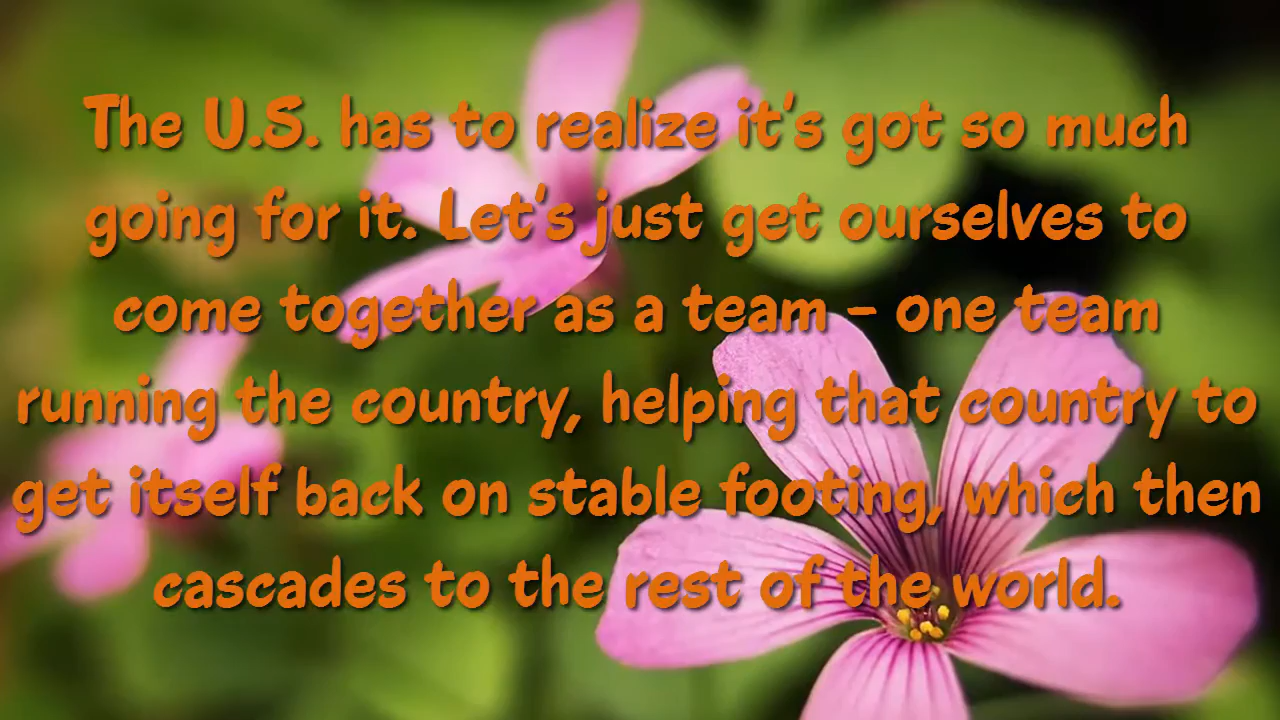 The U.S. has to realize it's got so much
going for it. Let's just get ourselves to
come together as a team - one team
running the country, helping that country to
get itself back on stable footing, which then
cascades to the rest of the world.